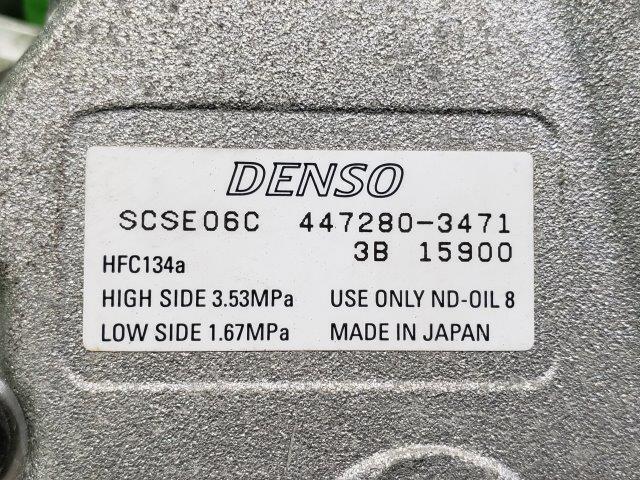 DENSO
SCSE06C 447280-3471
3B 15900
HFC134a
HIGH SIDE 3.53MPa USE ONLY ND-OIL 8
LOW SIDE 1.67MPa MADE IN JAPAN